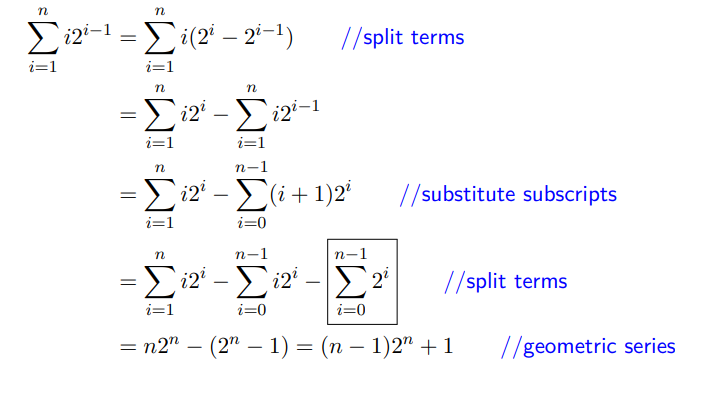 $\sum_{i=1}^{n} i2^{i-1} = \sum_{i=1}^{n} i(2^i - 2^{i-1})$ //split terms
$= \sum_{i=1}^{n} i2^i - \sum_{i=1}^{n} i2^{i-1}$
$= \sum_{i=1}^{n} i2^i - \sum_{i=0}^{n-1} (i+1)2^i$ //substitute subscripts
$= \sum_{i=1}^{n} i2^i - \sum_{i=0}^{n-1} i2^i - \boxed{\sum_{i=0}^{n-1} 2^i}$ //split terms
$= n2^n - (2^n - 1) = (n-1)2^n + 1$ //geometric series